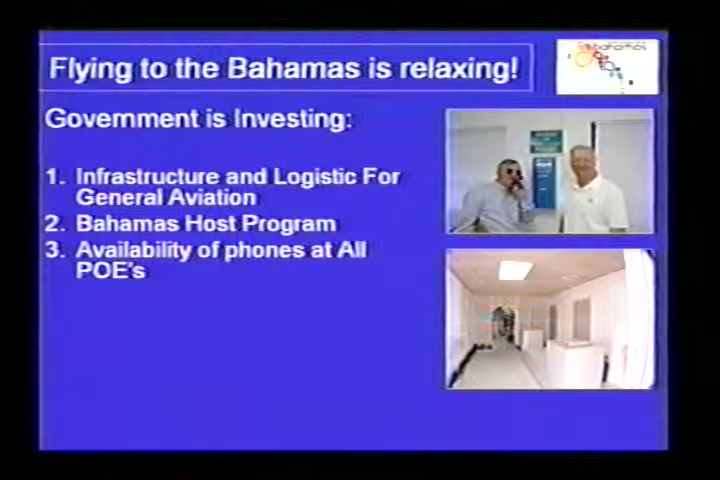 Flying to the Bahamas is relaxing!
bahamas
Government is Investing:
1. Infrastructure and Logistic For
General Aviation
2. Bahamas Host Program
3. Availability of phones at All
POE's